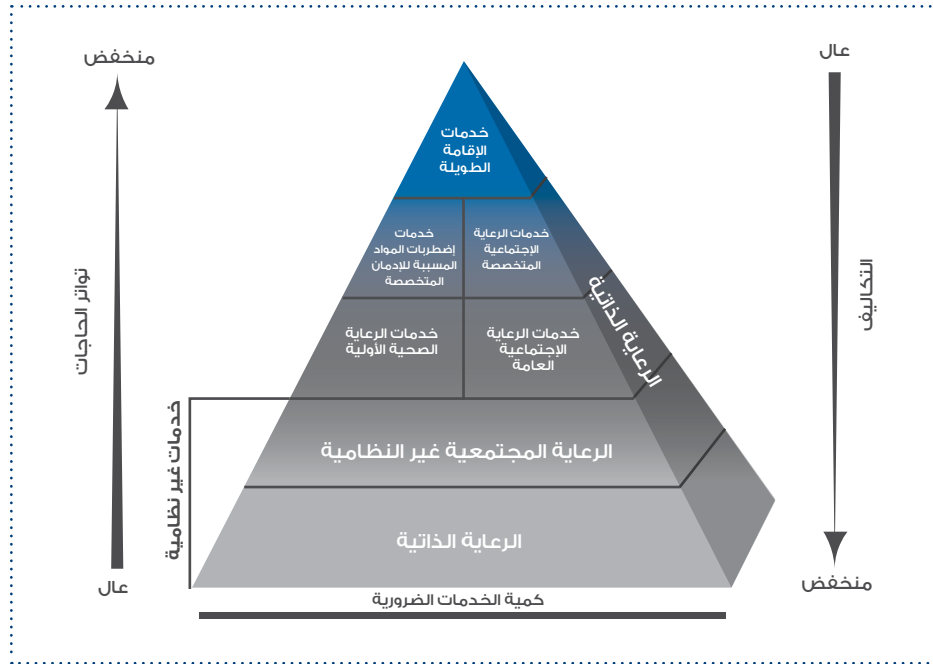 عال
منخفض
التكاليف
منخفض
عال
تواتر الحاجات
خدمات
الإقامة
الطويلة
خدمات الرعاية
الإجتماعية
المتخصصة
خدمات
إضطربات المواد
المسببة للإدمان
المتخصصة
خدمات الرعاية
الإجتماعية
العامة
خدمات الرعاية
الصحية الأولية
الرعاية الذاتية
الرعاية المجتمعية غير النظامية
الرعاية الذاتية
خدمات غير نظامية
كمية الخدمات الضرورية